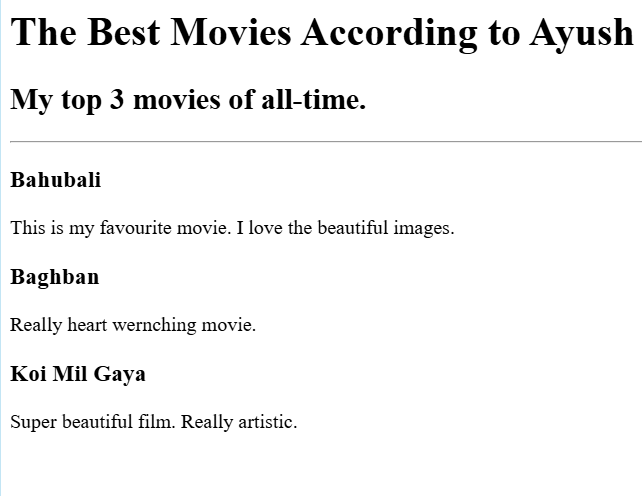 The Best Movies According to Ayush
My top 3 movies of all-time.
Bahubali
This is my favourite movie. I love the beautiful images.
Baghban
Really heart wernching movie.
Koi Mil Gaya
Super beautiful film. Really artistic.